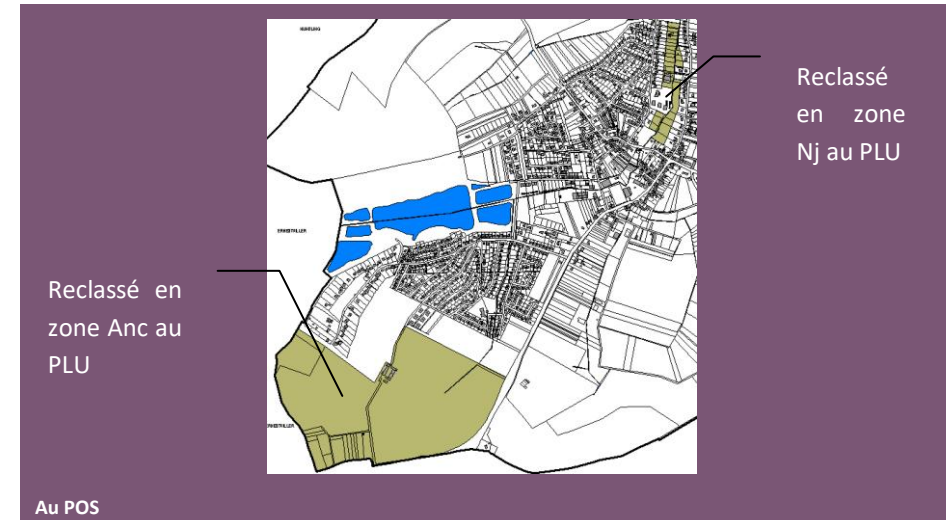 Reclassé
en zone
Nj au PLU
Reclassé en
zone Anc au
PLU
Au POS